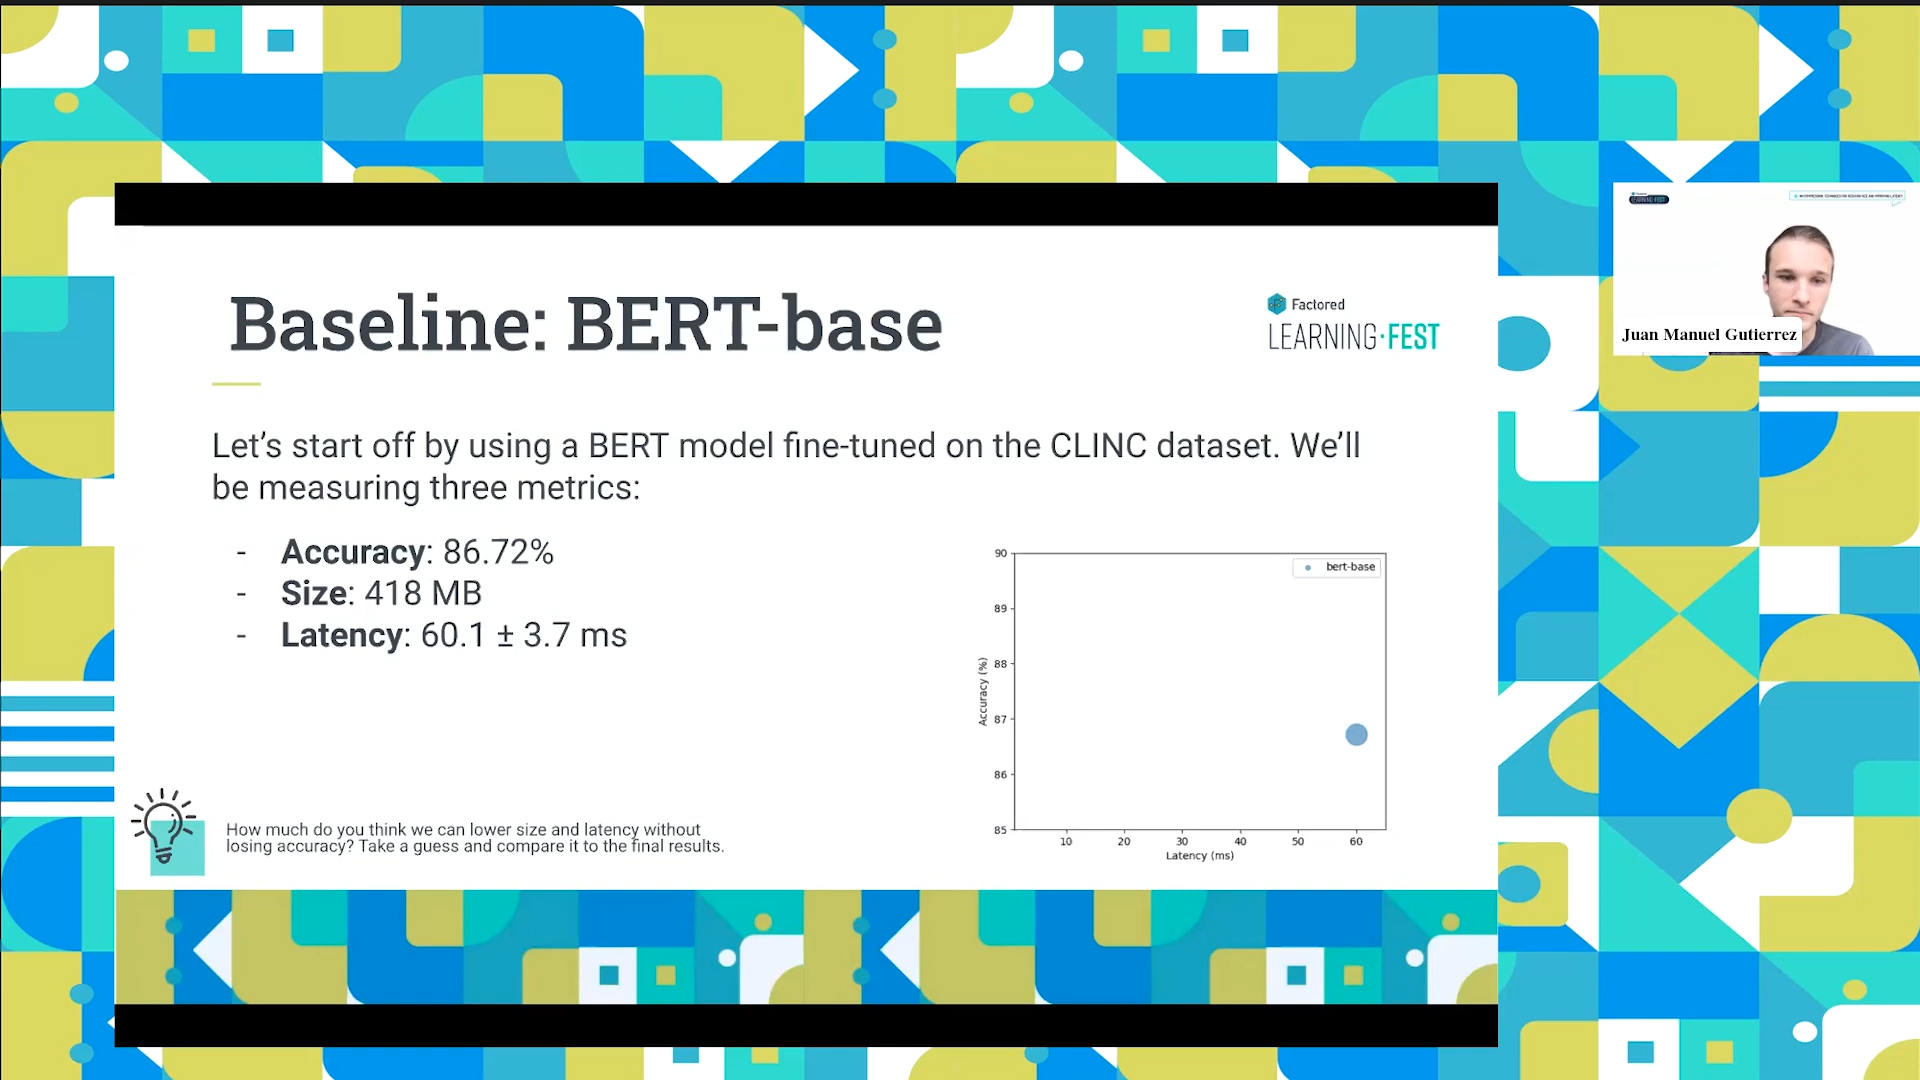 Baseline: BERT-base
Factored
LEARNING·FEST
Let's start off by using a BERT model fine-tuned on the CLINC dataset. We'll
be measuring three metrics:
- Accuracy: 86.72%
- Size: 418 MB
- Latency: 60.1 ± 3.7 ms
How much do you think we can lower size and latency without
losing accuracy? Take a guess and compare it to the final results.
bert-base
90
89
88
87
86
85
Accuracy (%)
10 20 30 40 50 60
Latency (ms)
LEARNING·FEST
Juan Manuel Gutierrez